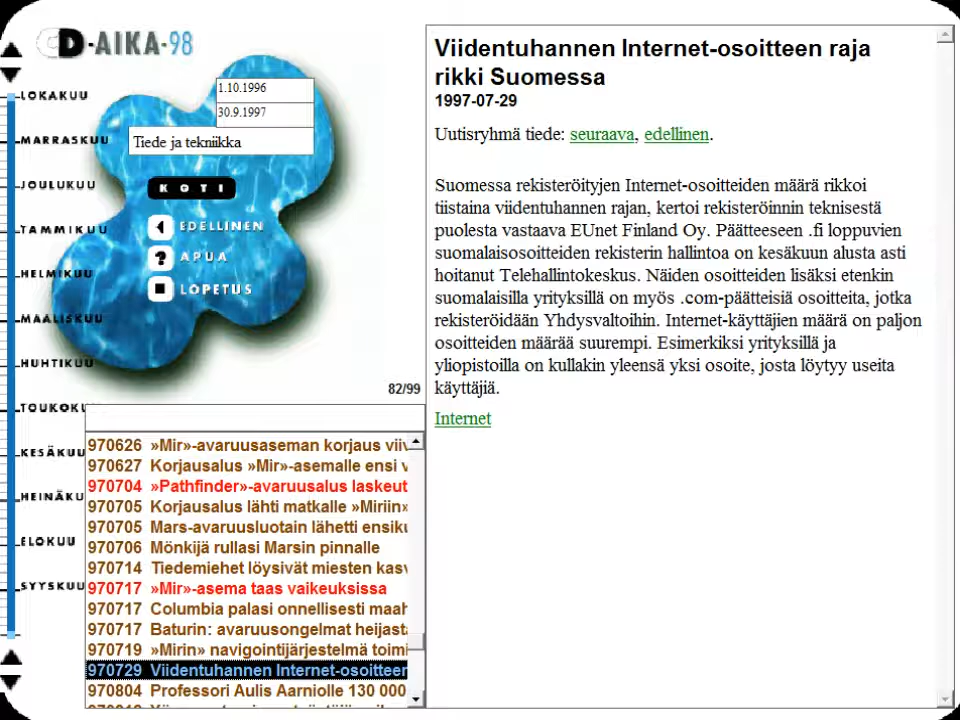 CD-AIKA-98
1.10.1996
30.9.1997
Tiede ja tekniikka
KOTI
EDELLINEN
APUA
LOPETUS
LOKAKUU
MARRASKUU
JOULUKUU
TAMMIKUU
HELMIKUU
MAALISKUU
HUHTIKUU
TOUKOKU
KESÄKUU
HEINÄKU
ELOKUU
SYYSKUU
82/99
970626 »Mir»-avaruusaseman korjaus viiv
970627 Korjausalus »Mir»-asemalle ensi v
970704 »Pathfinder»-avaruusalus laskeut
970705 Korjausalus lähti matkalle »Miriin»
970705 Mars-avaruusluotain lähetti ensiku
970706 Mönkijä rullasi Marsin pinnalle
970714 Tiedemiehet löysivät miesten kasv
970717 »Mir»-asema taas vaikeuksissa
970717 Columbia palasi onnellisesti maah
970717 Baturin: avaruusongelmat heijasta
970719 »Mirin» navigointijärjestelmä toimi
970729 Viidentuhannen Internet-osoitteen
970804 Professori Aulis Aarniolle 130 000
Viidentuhannen Internet-osoitteen raja
rikki Suomessa
1997-07-29
Uutisryhmä tiede: seuraava, edellinen.
Suomessa rekisteröityjen Internet-osoitteiden määrä rikkoi
tiistaina viidentuhannen rajan, kertoi rekisteröinnin teknisestä
puolesta vastaava EUnet Finland Oy. Päätteeseen .fi loppuvien
suomalaisosoitteiden rekisterin hallintoa on kesäkuun alusta asti
hoitanut Telehallintokeskus. Näiden osoitteiden lisäksi etenkin
suomalaisilla yrityksillä on myös .com-päätteisiä osoitteita, jotka
rekisteröidään Yhdysvaltoihin. Internet-käyttäjien määrä on paljon
osoitteiden määrää suurempi. Esimerkiksi yrityksillä ja
yliopistoilla on kullakin yleensä yksi osoite, josta löytyy useita
käyttäjiä.
Internet